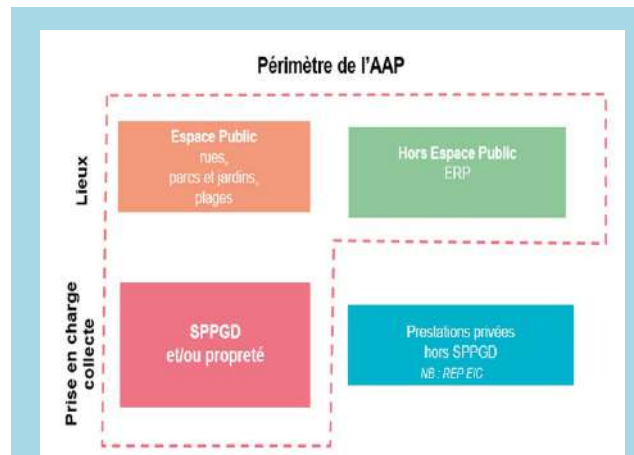 Périmètre de l'AAP
Lieux
Espace Public
rues,
parcs et jardins,
plages
Hors Espace Public
ERP
Prise en charge
collecte
SPPGD
et/ou propreté
Prestations privées
hors SPPGD
NB : REP EIC